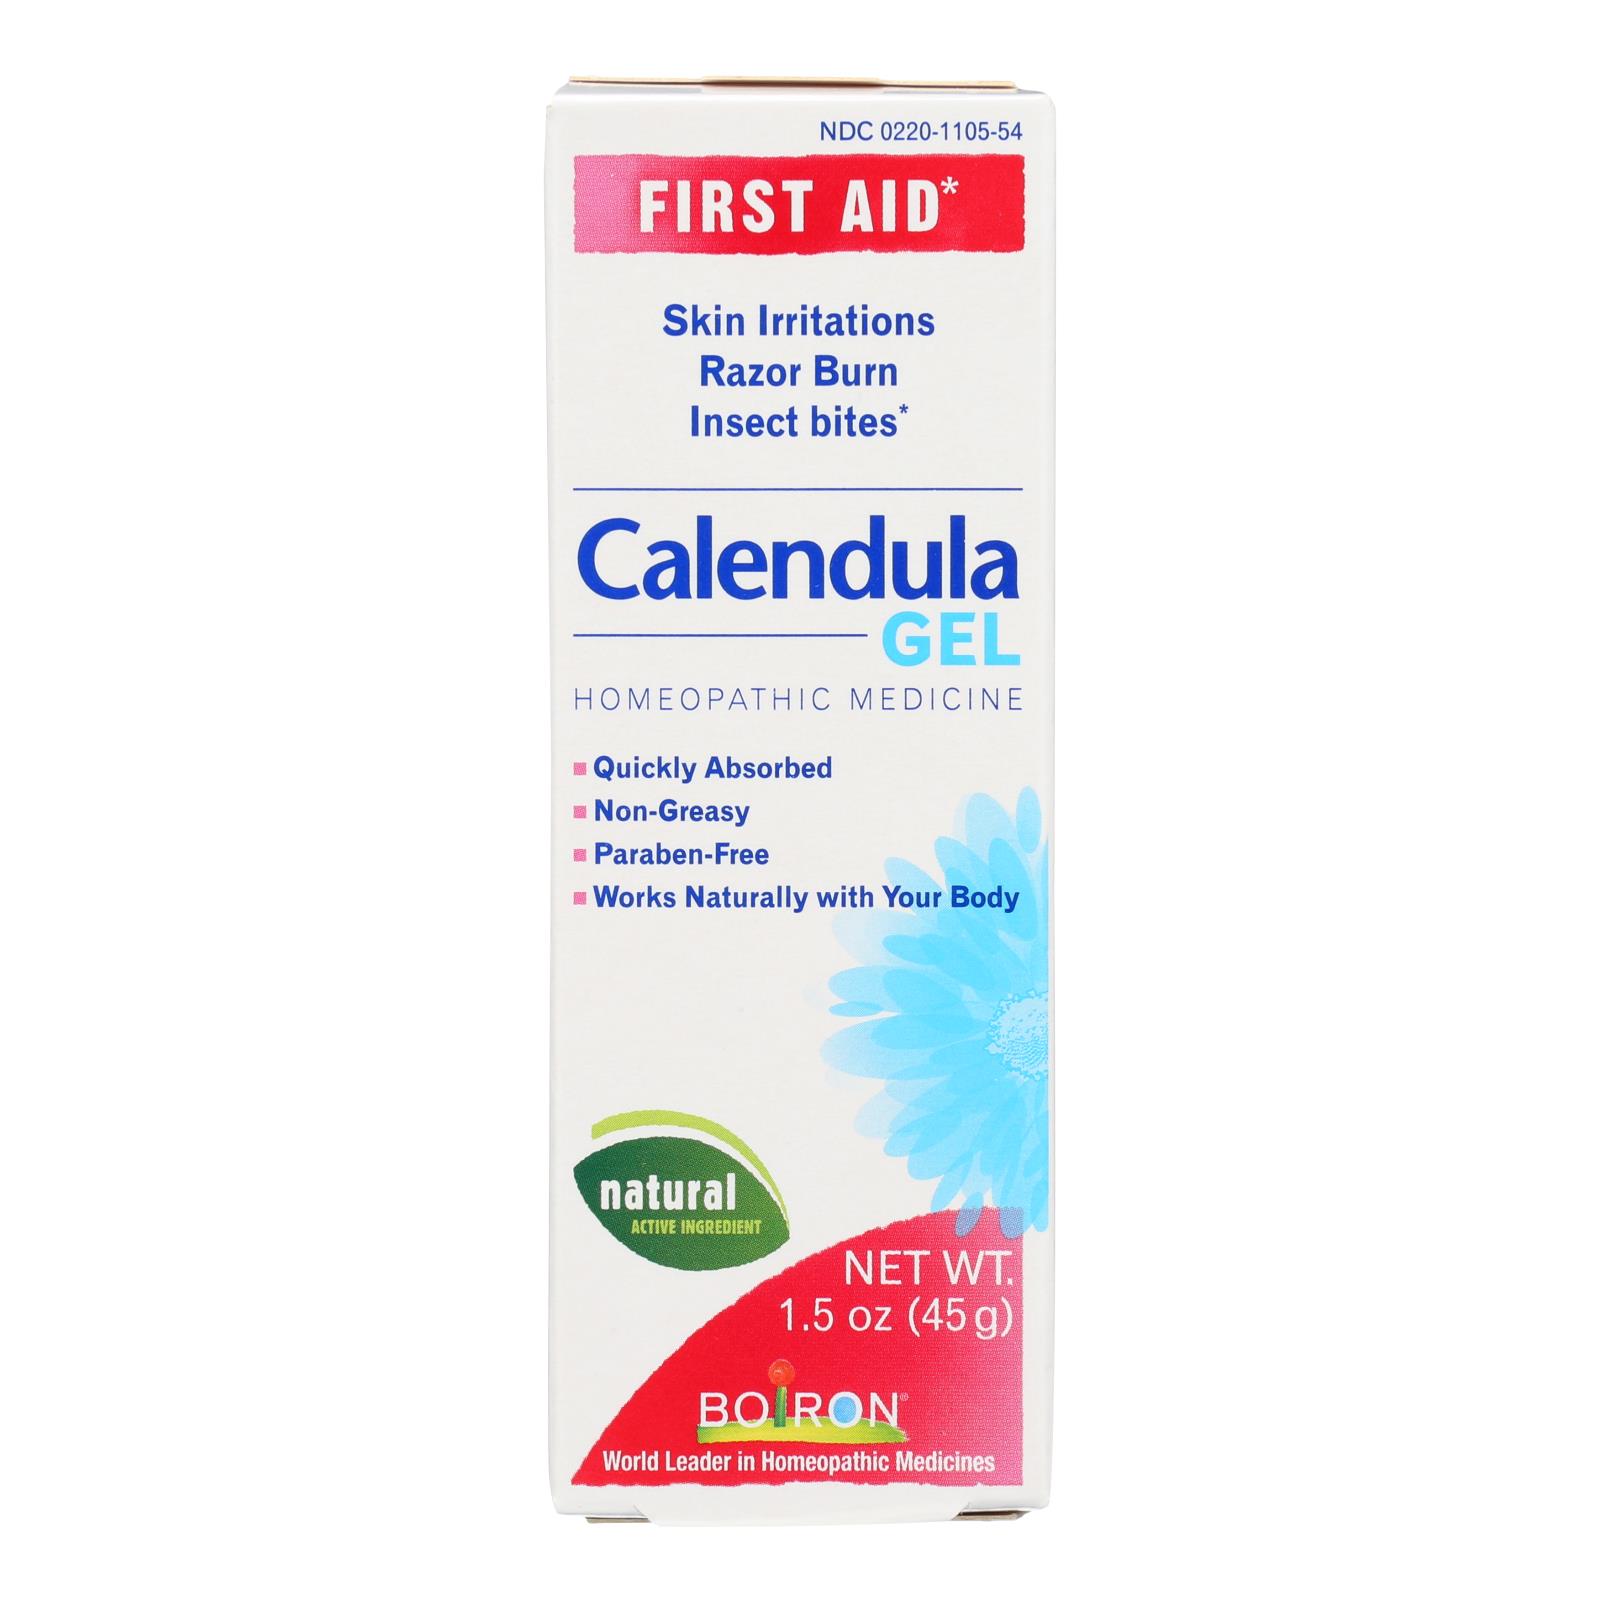 NDC 0220-1105-54
FIRST AID*
Skin Irritations
Razor Burn
Insect bites*
Calendula
GEL
HOMEOPATHIC MEDICINE
Quickly Absorbed
Non-Greasy
Paraben-Free
Works Naturally with Your Body
natural
ACTIVE INGREDIENT
NET WT.
1.5 oz (45 g)
BOIRON®
World Leader in Homeopathic Medicines